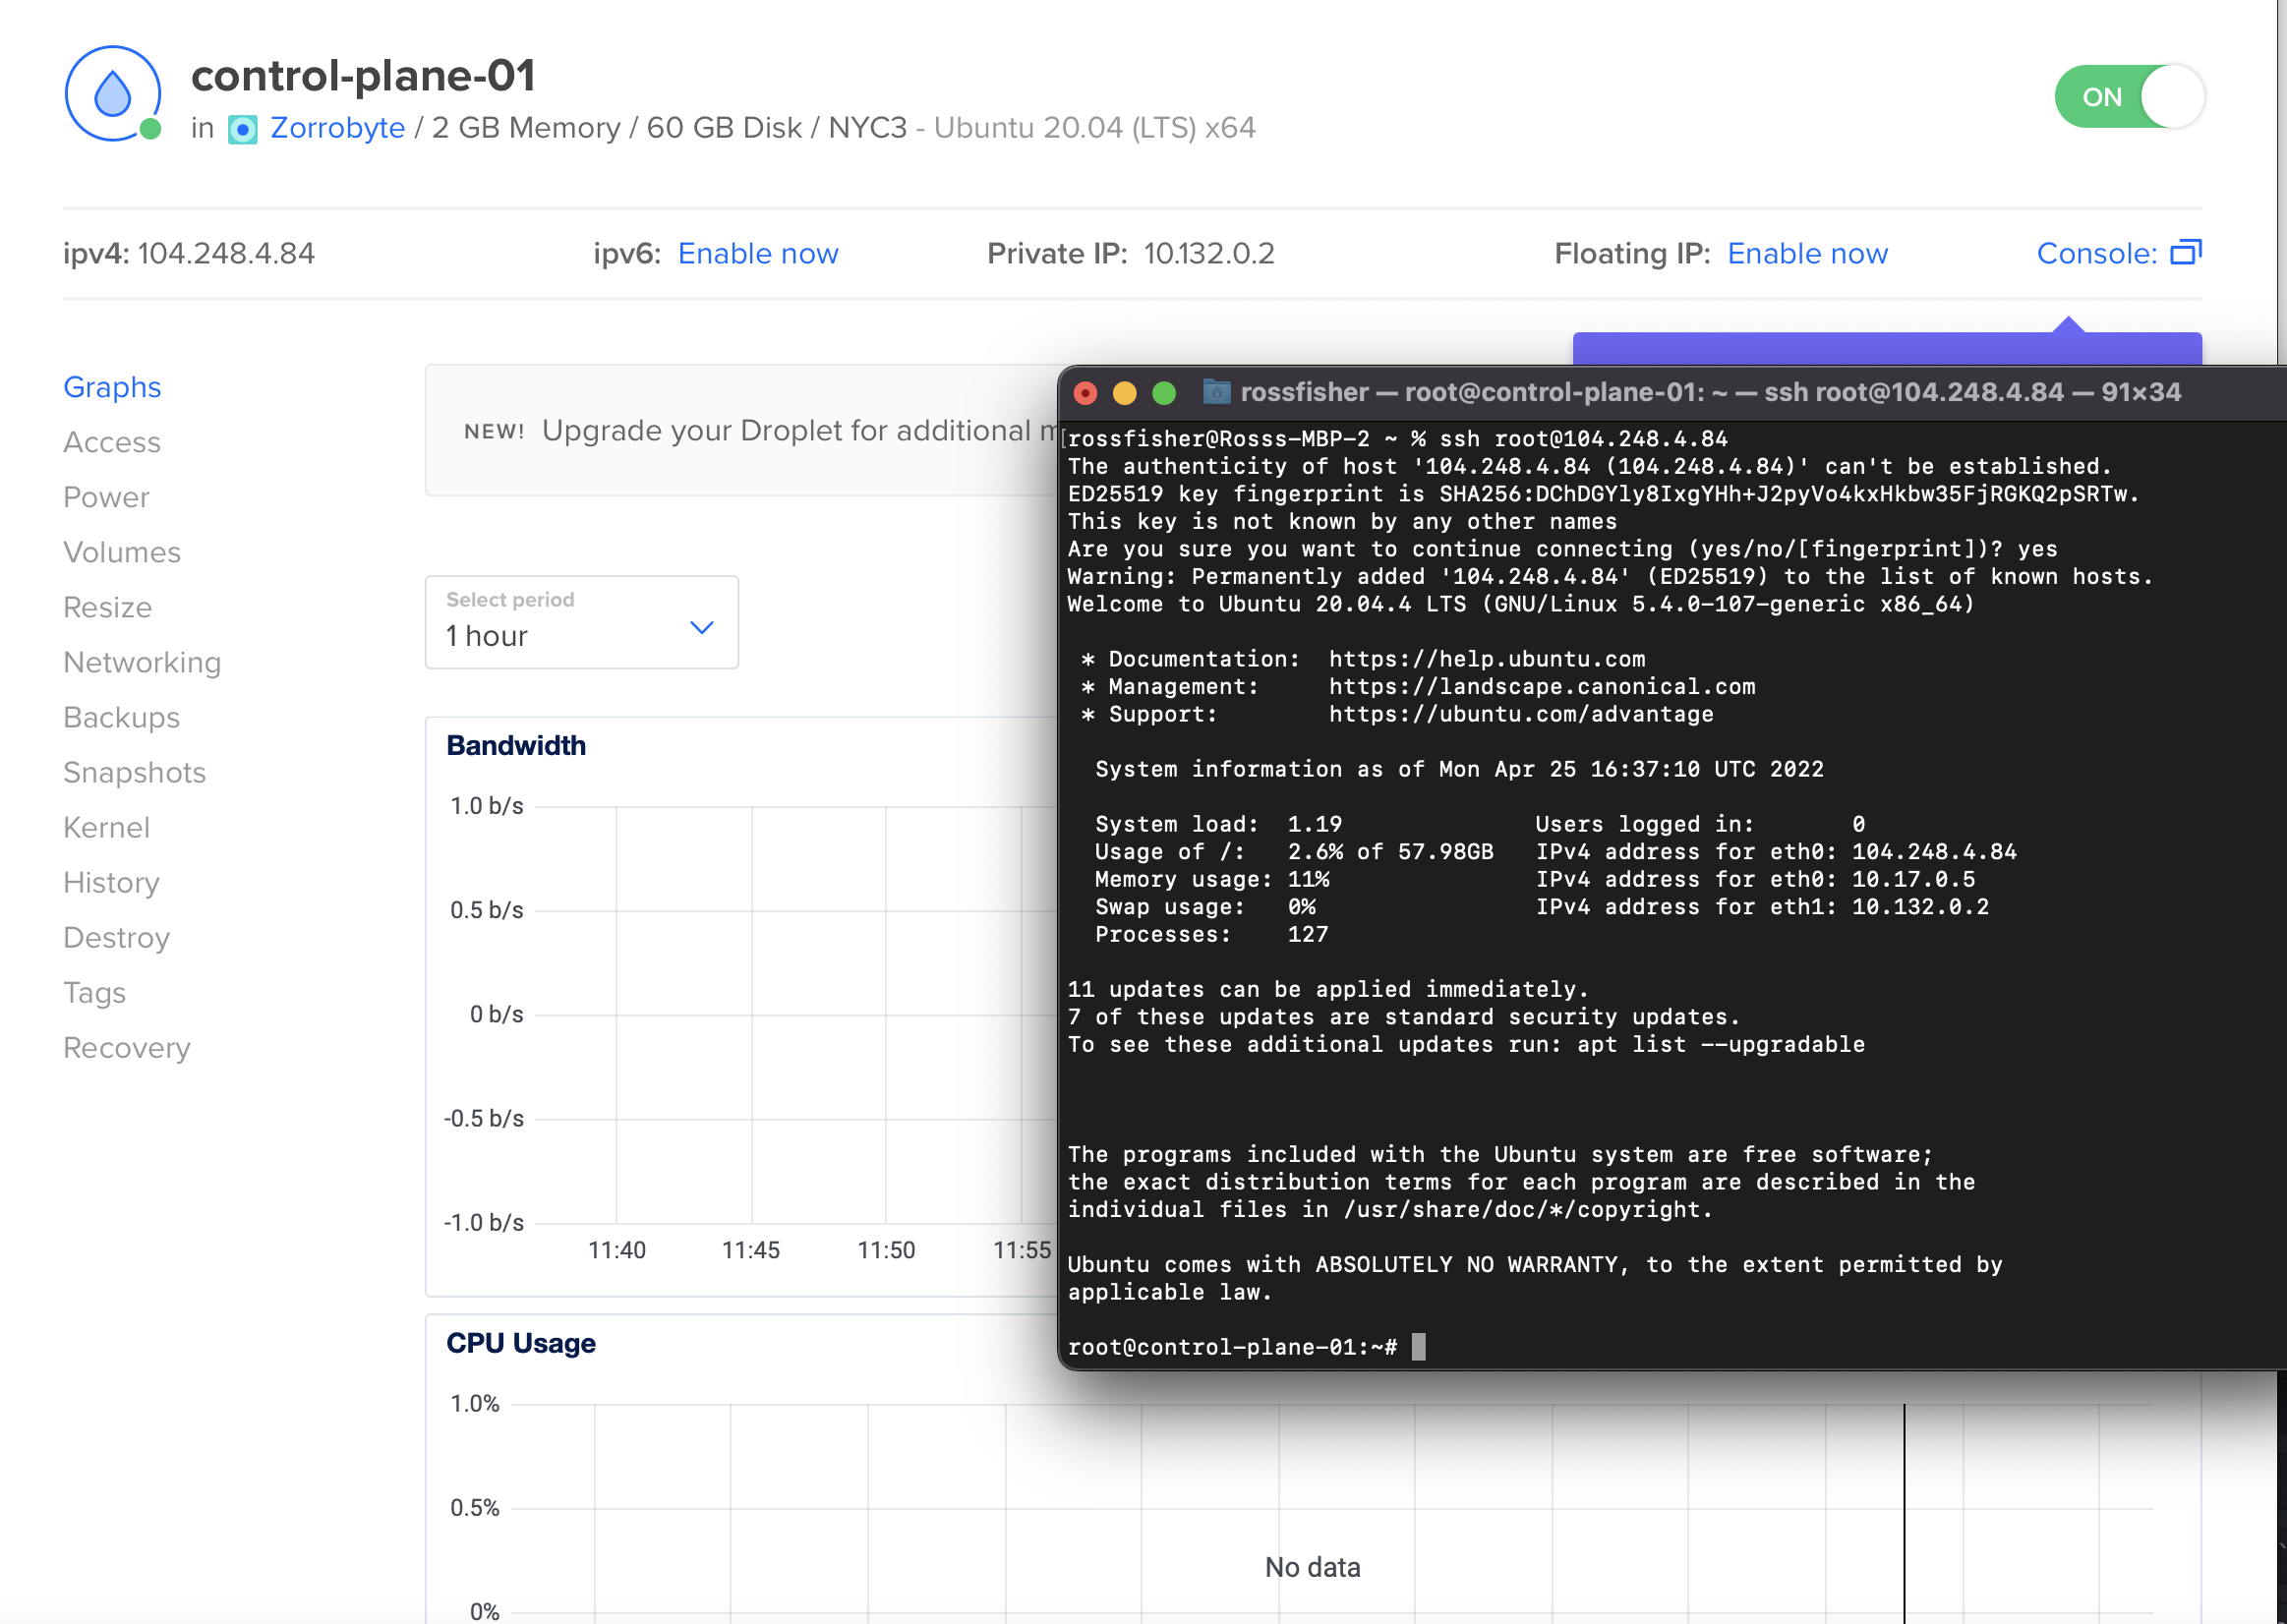 control-plane-01
in Zorrobyte / 2 GB Memory / 60 GB Disk / NYC3 - Ubuntu 20.04 (LTS) x64
ON
ipv4: 104.248.4.84 ipv6: Enable now Private IP: 10.132.0.2 Floating IP: Enable now Console:
Graphs
Access
Power
Volumes
Resize
Networking
Backups
Snapshots
Kernel
History
Destroy
Tags
Recovery
NEW! Upgrade your Droplet for additional m
Select period
1 hour
Bandwidth
1.0 b/s
0.5 b/s
0 b/s
-0.5 b/s
-1.0 b/s
11:40 11:45 11:50 11:55
CPU Usage
1.0%
0.5%
0%
No data
rossfisher — root@control-plane-01: ~ — ssh root@104.248.4.84 — 91×34
[rossfisher@Rosss-MBP-2 ~ % ssh root@104.248.4.84
The authenticity of host '104.248.4.84 (104.248.4.84)' can't be established.
ED25519 key fingerprint is SHA256:DChDGYly8IxgYHh+J2pyVo4kxHkbw35FjRGKQ2pSRTw.
This key is not known by any other names
Are you sure you want to continue connecting (yes/no/[fingerprint])? yes
Warning: Permanently added '104.248.4.84' (ED25519) to the list of known hosts.
Welcome to Ubuntu 20.04.4 LTS (GNU/Linux 5.4.0-107-generic x86_64)
* Documentation: https://help.ubuntu.com
* Management: https://landscape.canonical.com
* Support: https://ubuntu.com/advantage
System information as of Mon Apr 25 16:37:10 UTC 2022
System load: 1.19 Users logged in: 0
Usage of /: 2.6% of 57.98GB IPv4 address for eth0: 104.248.4.84
Memory usage: 11% IPv4 address for eth0: 10.17.0.5
Swap usage: 0% IPv4 address for eth1: 10.132.0.2
Processes: 127
11 updates can be applied immediately.
7 of these updates are standard security updates.
To see these additional updates run: apt list --upgradable
The programs included with the Ubuntu system are free software;
the exact distribution terms for each program are described in the
individual files in /usr/share/doc/*/copyright.
Ubuntu comes with ABSOLUTELY NO WARRANTY, to the extent permitted by
applicable law.
root@control-plane-01:~#